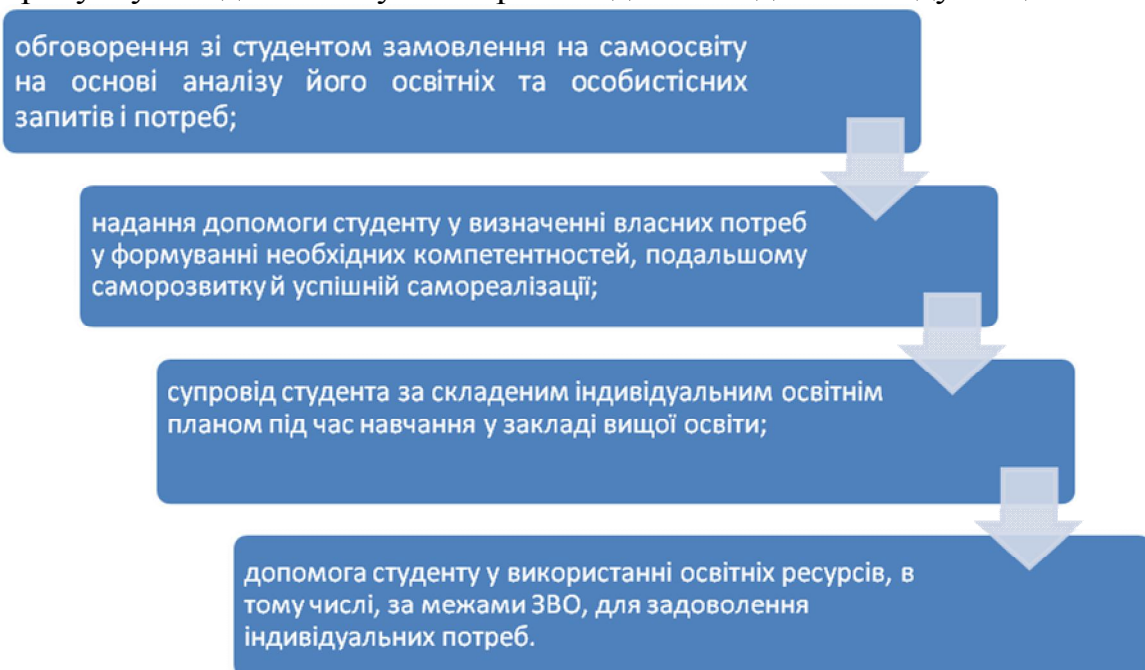 обговорення зі студентом замовлення на самоосвіту
на основі аналізу його освітніх та особистісних
запитів і потреб;
надання допомоги студенту у визначенні власних потреб
у формуванні необхідних компетентностей, подальшому
саморозвитку й успішній самореалізації;
супровід студента за складеним індивідуальним освітнім
планом під час навчання у закладі вищої освіти;
допомога студенту у використанні освітніх ресурсів, в
тому числі, за межами ЗВО, для задоволення
індивідуальних потреб.